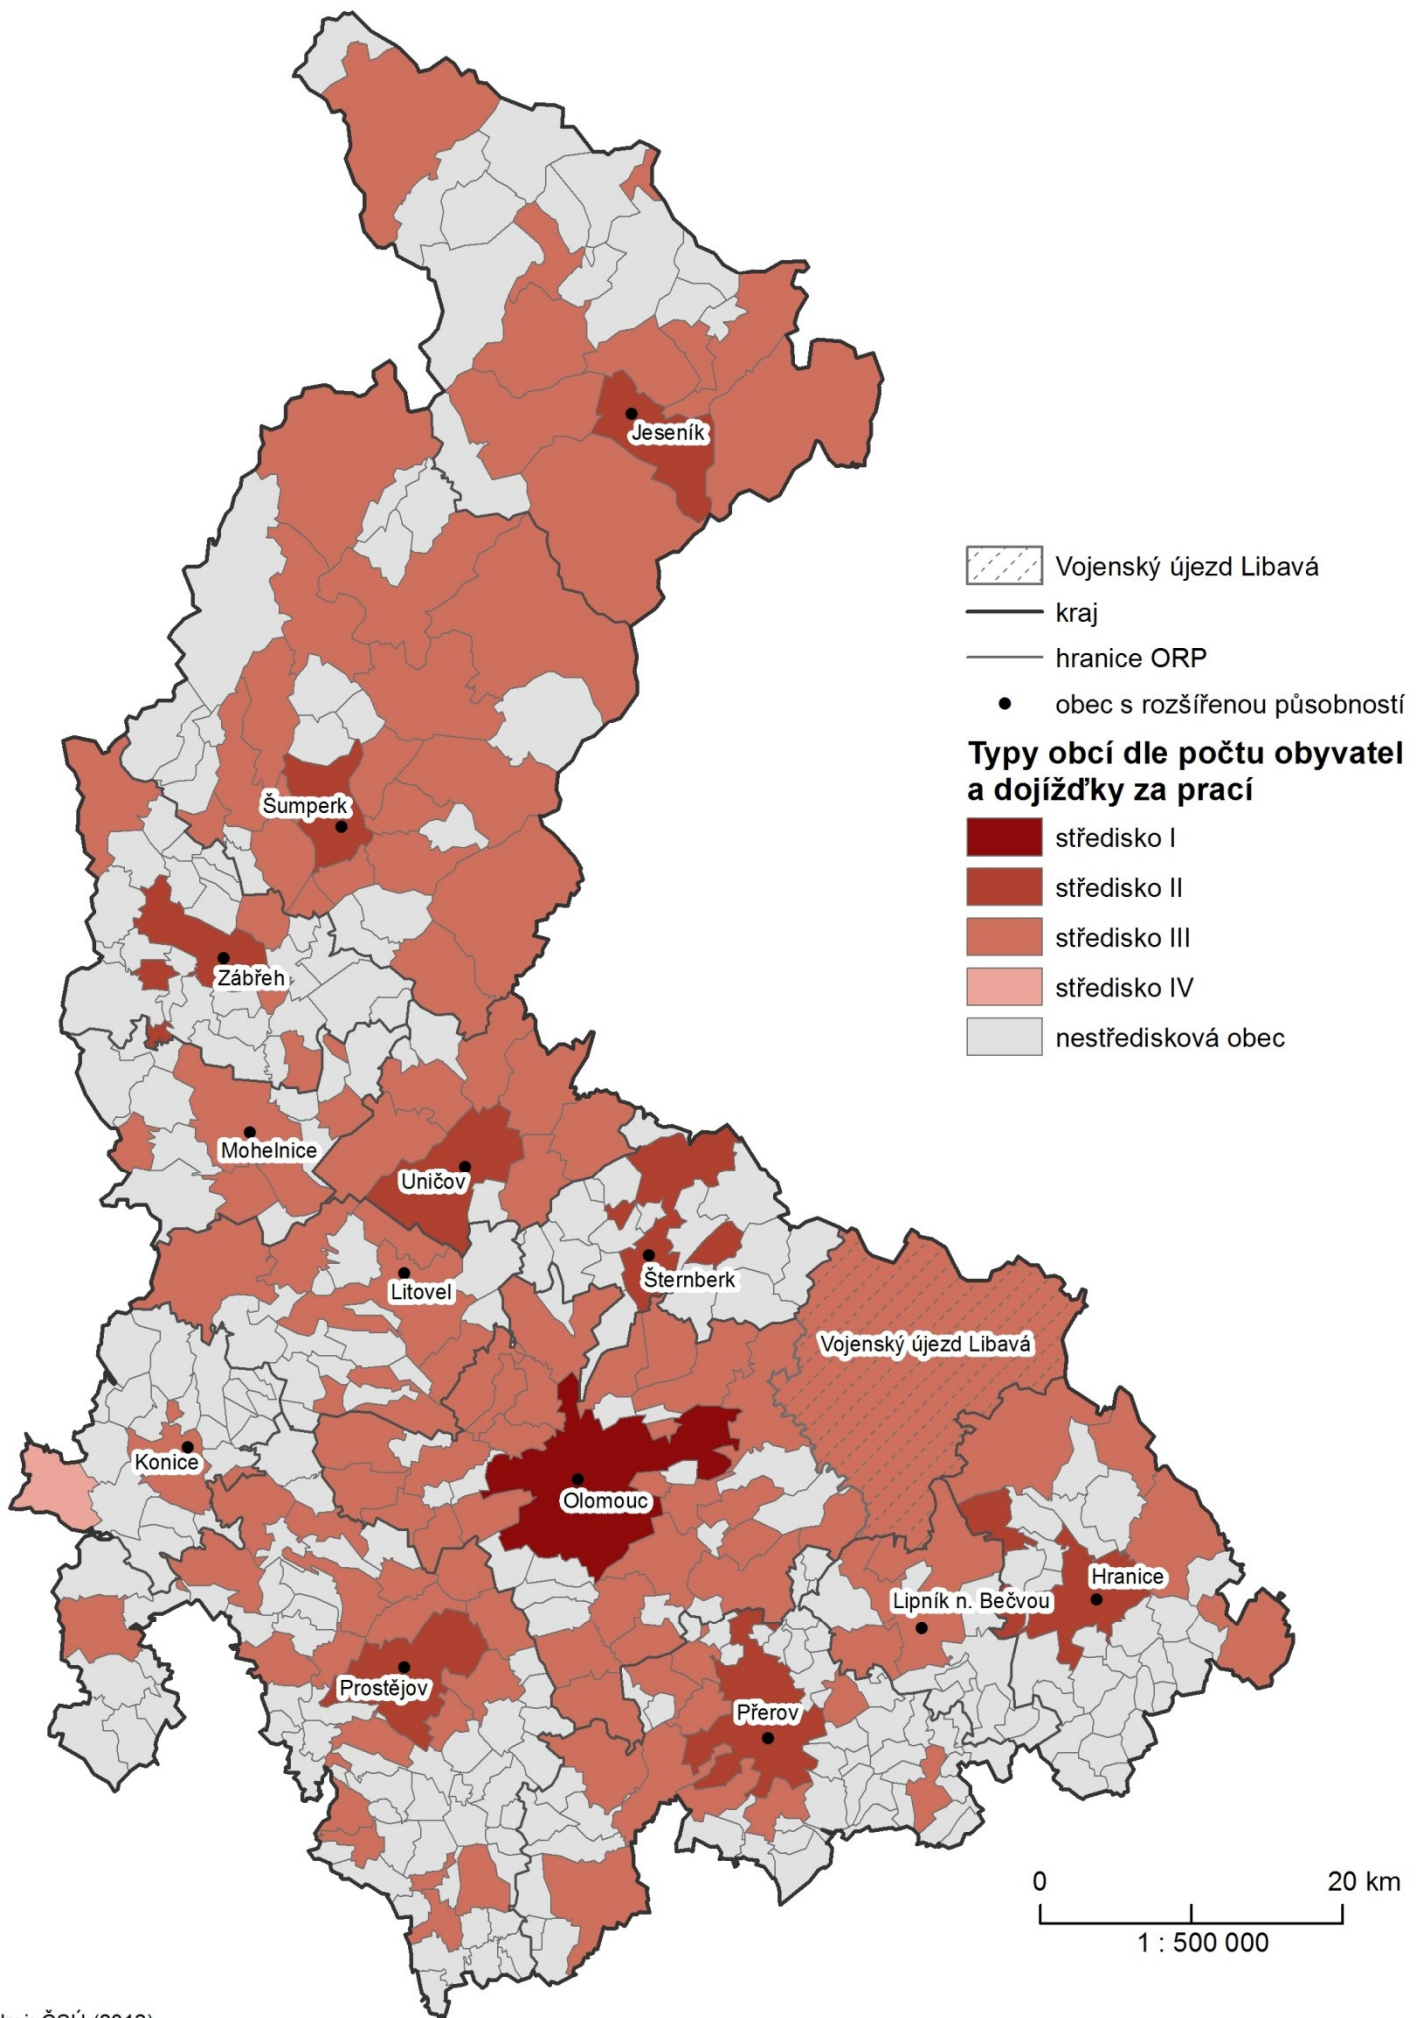 Jeseník
Vojenský újezd Libavá
kraj
hranice ORP
obec s rozšířenou působností
Typy obcí dle počtu obyvatel
a dojížďky za prací
středisko I
středisko II
středisko III
středisko IV
nestředisková obec
Šumperk
Zábřeh
Mohelnice
Uničov
Šternberk
Litovel
Vojenský újezd Libavá
Konice
Olomouc
Hranice
Lipník n. Bečvou
Prostějov
Přerov
0 20 km
1 : 500 000